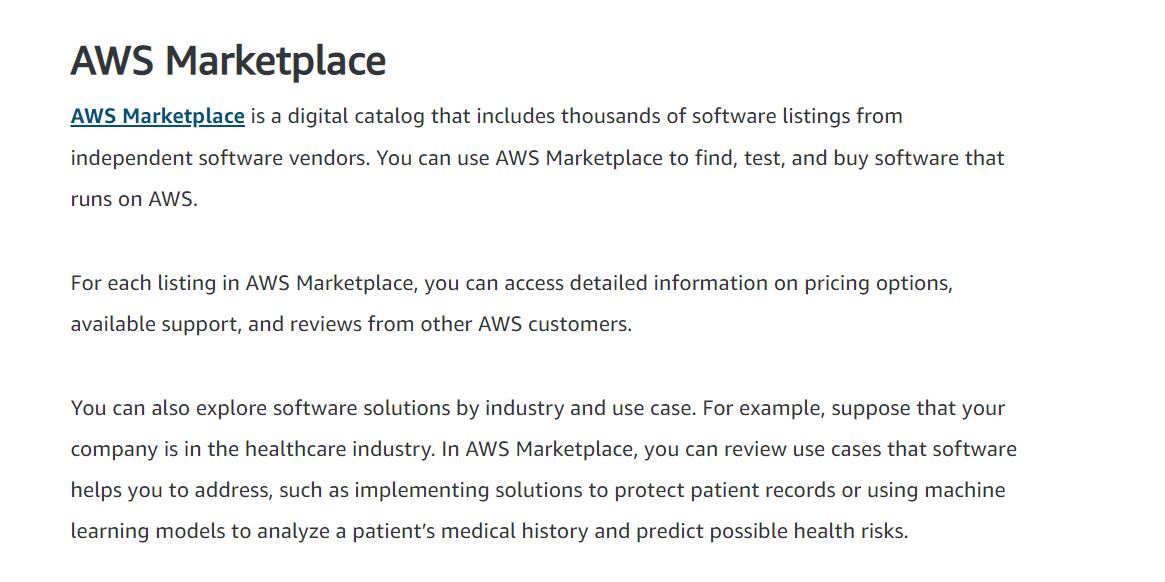 AWS Marketplace
AWS Marketplace is a digital catalog that includes thousands of software listings from
independent software vendors. You can use AWS Marketplace to find, test, and buy software that
runs on AWS.
For each listing in AWS Marketplace, you can access detailed information on pricing options,
available support, and reviews from other AWS customers.
You can also explore software solutions by industry and use case. For example, suppose that your
company is in the healthcare industry. In AWS Marketplace, you can review use cases that software
helps you to address, such as implementing solutions to protect patient records or using machine
learning models to analyze a patient’s medical history and predict possible health risks.